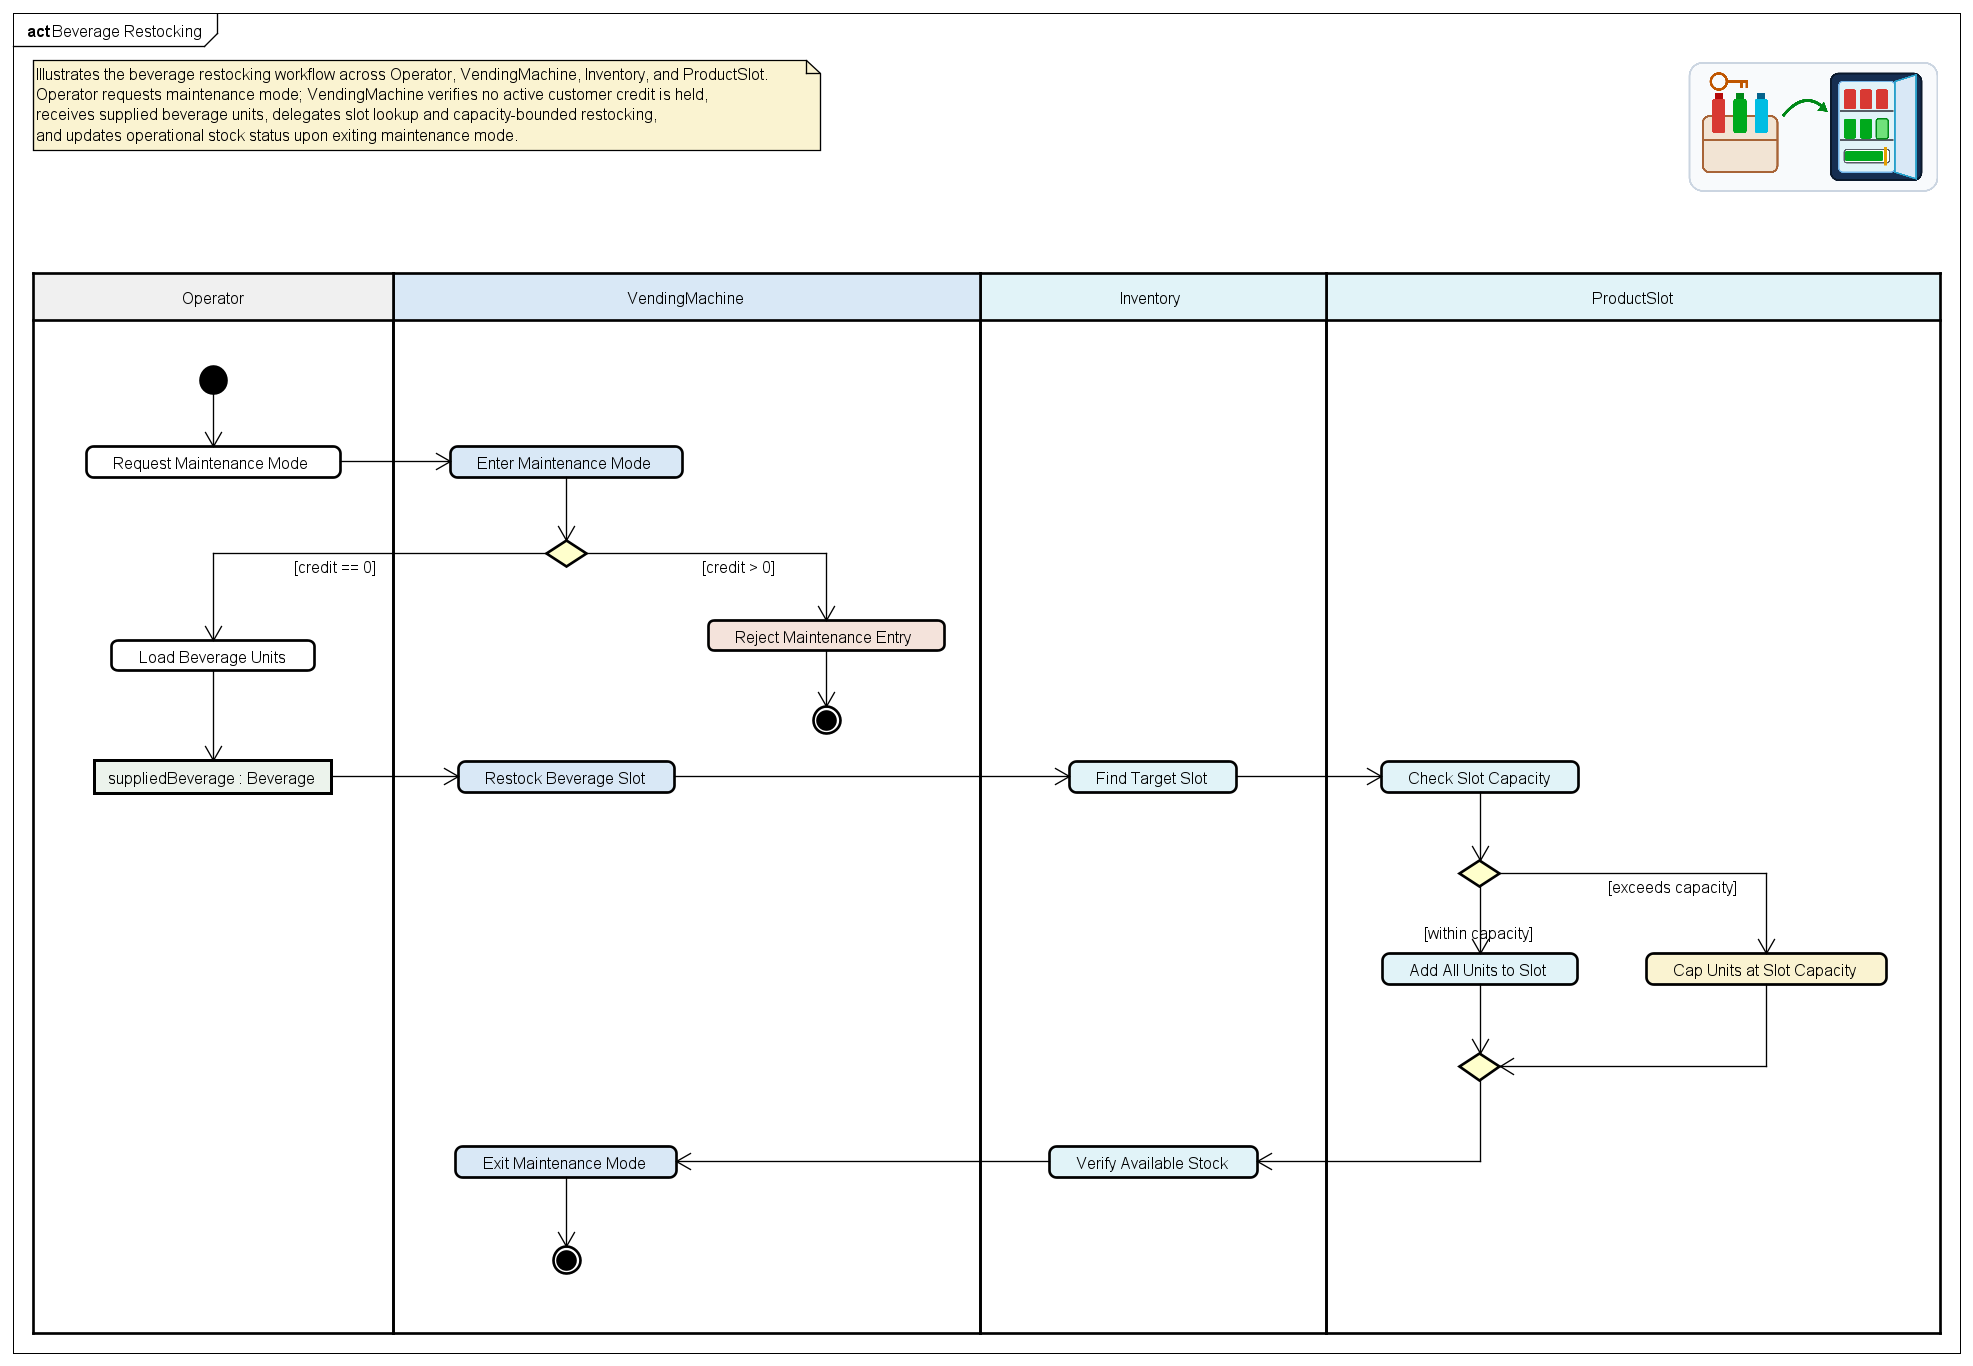 act Beverage Restocking
Illustrates the beverage restocking workflow across Operator, VendingMachine, Inventory, and ProductSlot.
Operator requests maintenance mode; VendingMachine verifies no active customer credit is held,
receives supplied beverage units, delegates slot lookup and capacity-bounded restocking,
and updates operational stock status upon exiting maintenance mode.
Operator
VendingMachine
Inventory
ProductSlot
Request Maintenance Mode
Enter Maintenance Mode
[credit == 0]
[credit > 0]
Reject Maintenance Entry
Load Beverage Units
suppliedBeverage : Beverage
Restock Beverage Slot
Find Target Slot
Check Slot Capacity
[exceeds capacity]
[within capacity]
Add All Units to Slot
Cap Units at Slot Capacity
Exit Maintenance Mode
Verify Available Stock